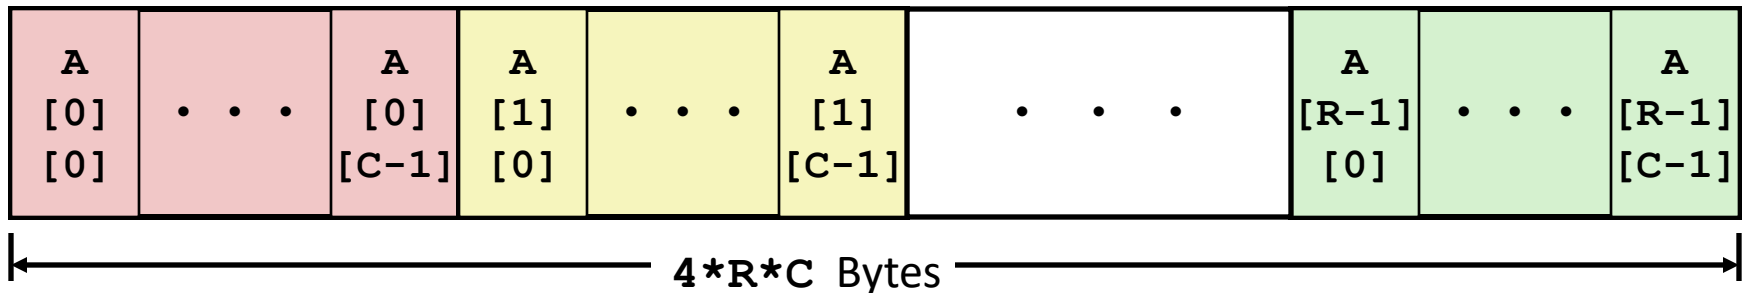 A A A A A A
[0] · · · [0] [1] · · · [1] · · · [R-1] · · · [R-1]
[0] [C-1] [0] [C-1] [0] [C-1]
4*R*C Bytes